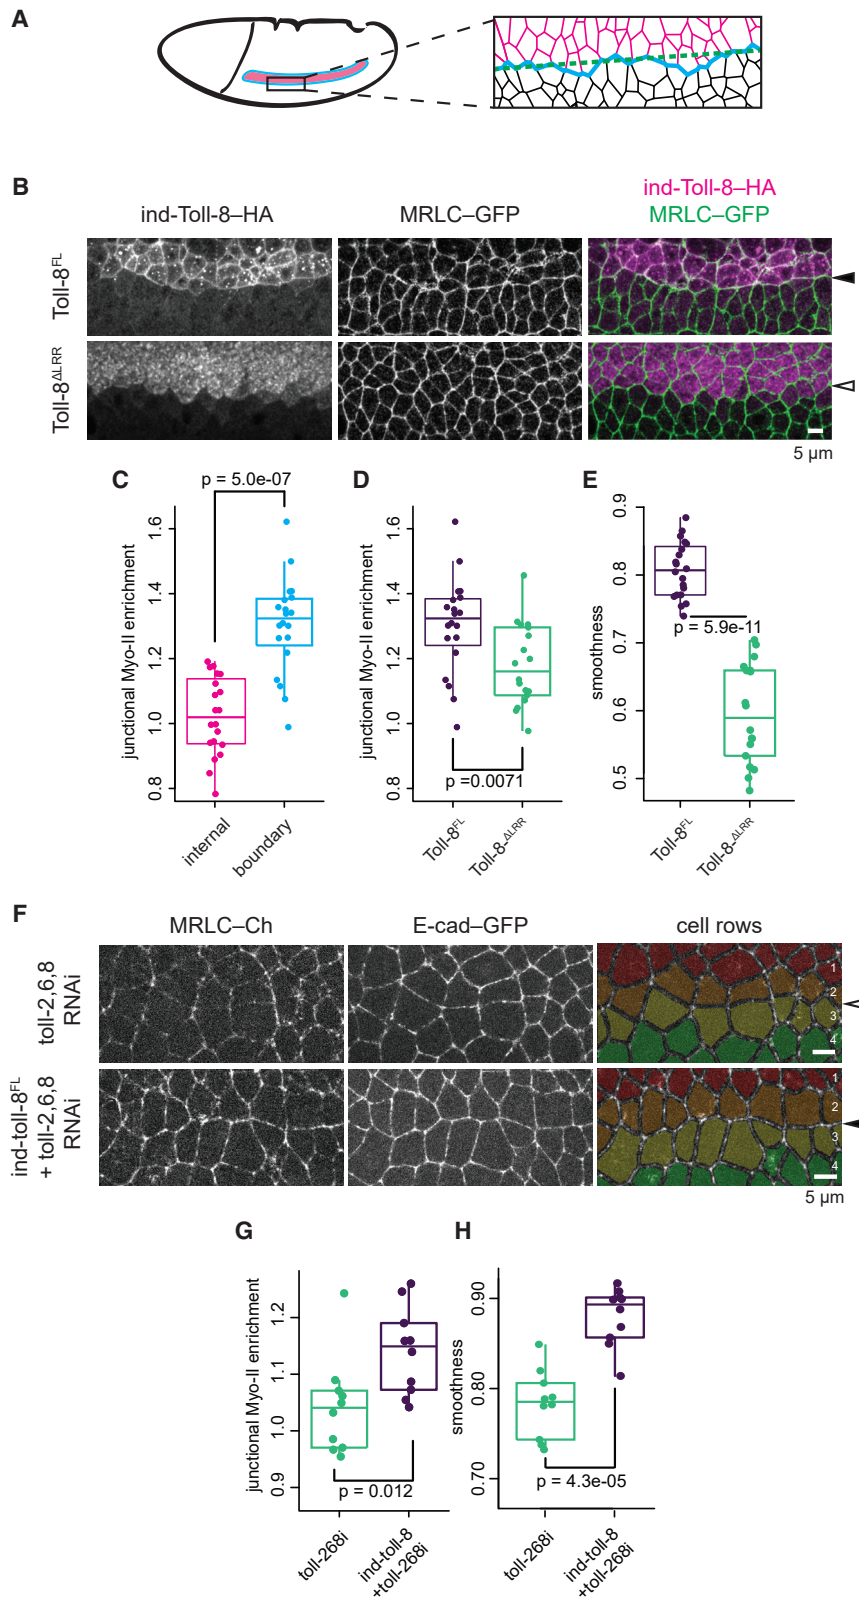 A
B
ind-Toll-8–HA
MRLC–GFP
ind-Toll-8–HA
MRLC–GFP
Toll-8FL
Toll-8ΔLRR
5 µm
C
p = 5.0e-07
junctional Myo-II enrichment
1.6
1.4
1.2
1.0
0.8
internal
boundary
D
junctional Myo-II enrichment
1.6
1.4
1.2
1.0
0.8
p =0.0071
Toll-8FL
Toll-8-ΔLRR
E
smoothness
0.9
0.8
0.7
0.6
0.5
p = 5.9e-11
Toll-8FL
Toll-8-ΔLRR
F
MRLC–Ch
E-cad–GFP
cell rows
toll-2,6,8
RNAi
1
2
3
4
ind-toll-8FL
+ toll-2,6,8
RNAi
1
2
3
4
5 µm
G
junctional Myo-II enrichment
1.2
1.1
1.0
0.9
p = 0.012
toll-268i
ind-toll-8
+toll-268i
H
smoothness
0.90
0.80
0.70
p = 4.3e-05
toll-268i
ind-toll-8
+toll-268i